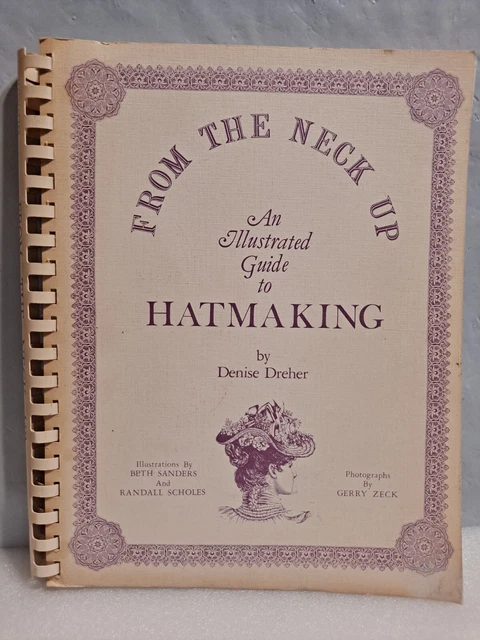 FROM THE NECK UP
An
Illustrated
Guide
to
HATMAKING
by
Denise Dreher
Illustrations By
BETH SANDERS
And
RANDALL SCHOLES
Photographs
By
GERRY ZECK